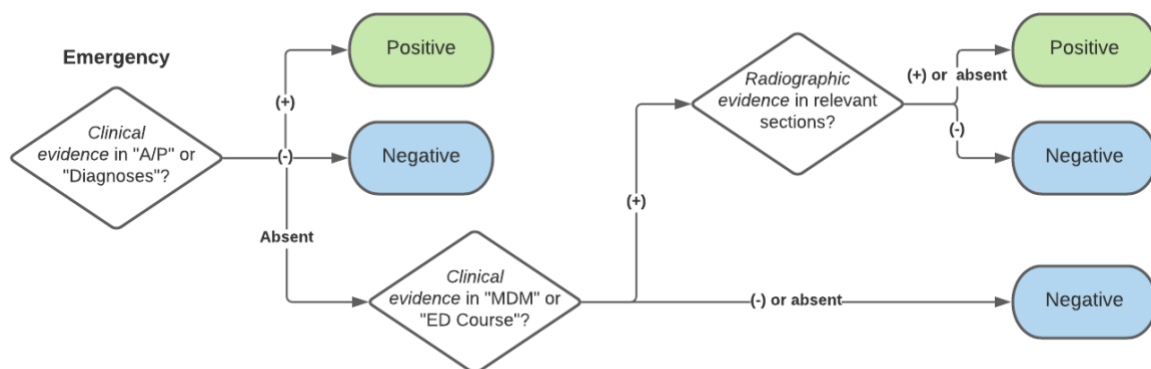 Emergency
Clinical
evidence in "A/P" or
"Diagnoses"?
(+)
Positive
(-)
Negative
Absent
Clinical
evidence in "MDM" or
"ED Course"?
(+)
Radiographic
evidence in relevant
sections?
(+) or absent
Positive
(-)
Negative
(-) or absent
Negative